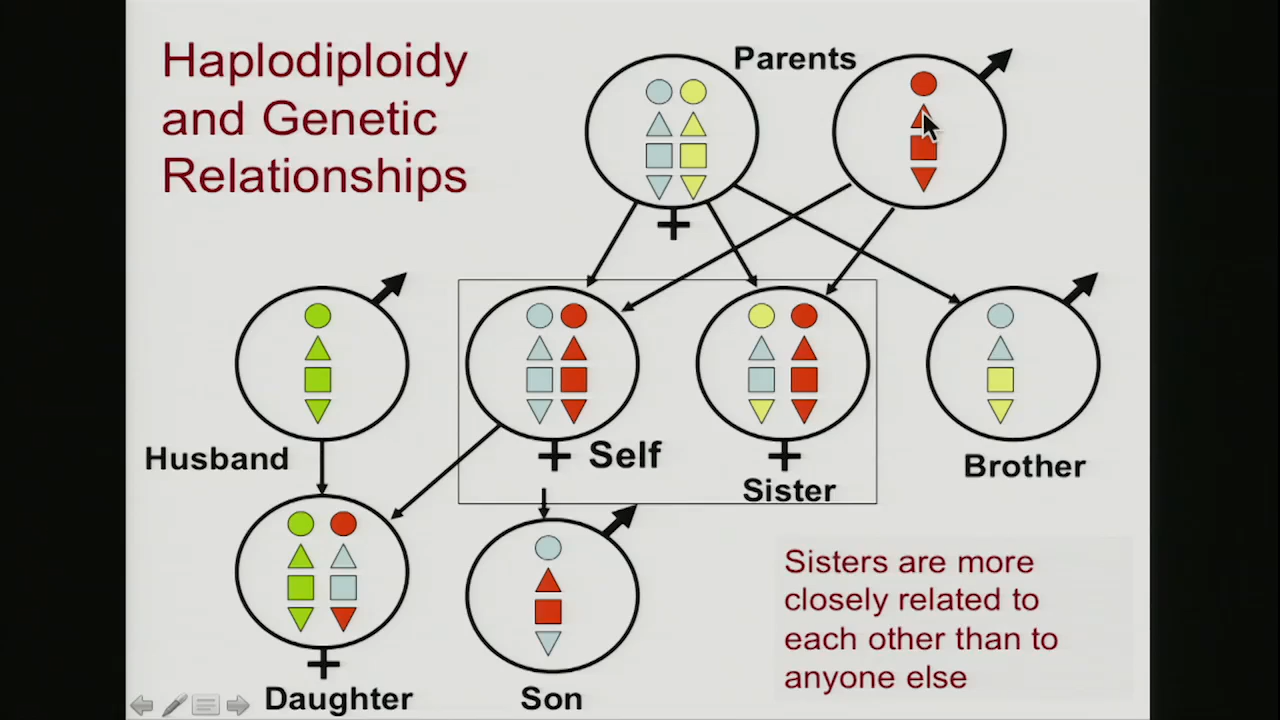 Haplodiploidy
and Genetic
Relationships
Parents
Husband
Self
Sister
Brother
Daughter
Son
Sisters are more
closely related to
each other than to
anyone else